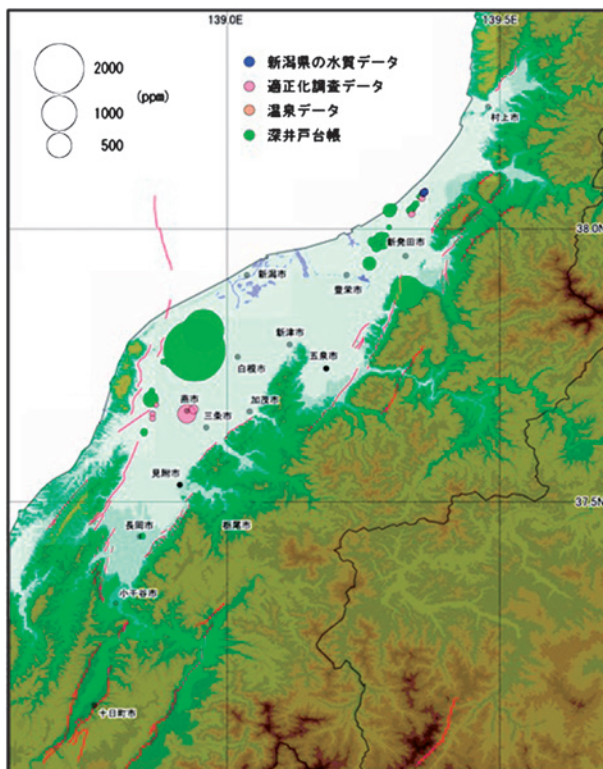 139.0E
139.5E
2000
1000
(ppm)
500
新潟県の水質データ
適正化調査データ
温泉データ
深井戸台帳
村上市
38.0N
新発田市
新潟市
豊栄市
新津市
白根市
五泉市
燕市
三条市
加茂市
見附市
37.5N
長岡市
栃尾市
小千谷市
十日町市